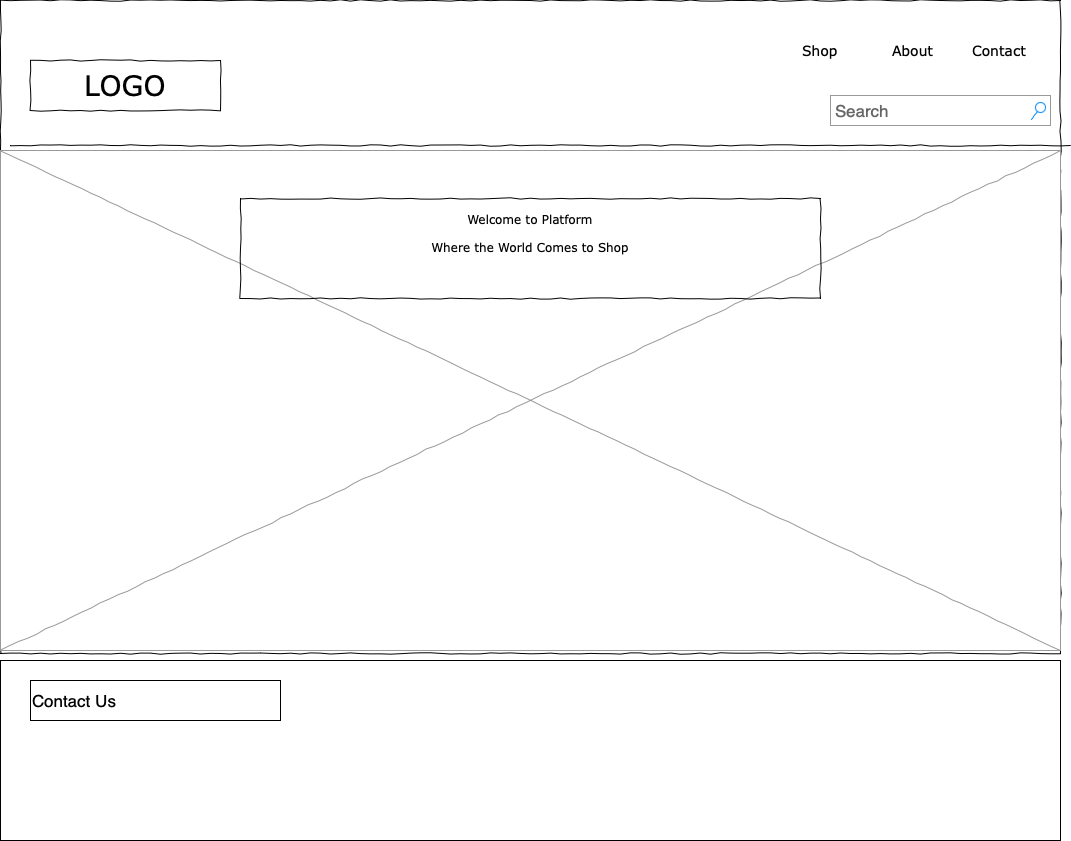 Shop About Contact
LOGO
Search
Welcome to Platform
Where the World Comes to Shop
Contact Us